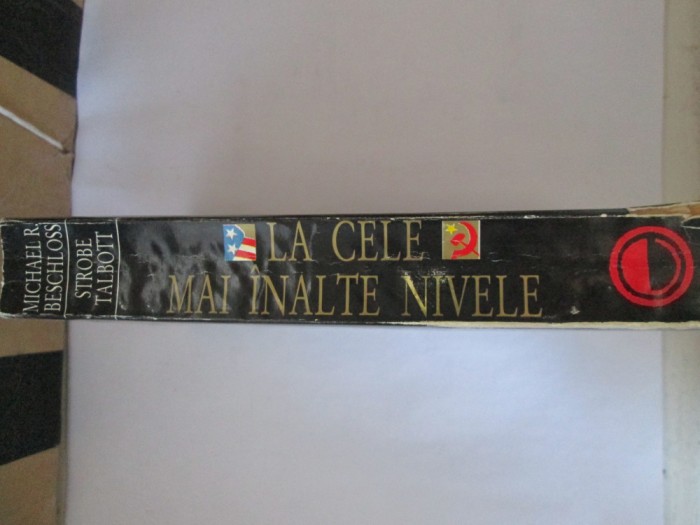 MICHAEL R.
BESCHLOSS
STROBE
TALBOTT
LA CELE
MAI ÎNALTE NIVELE